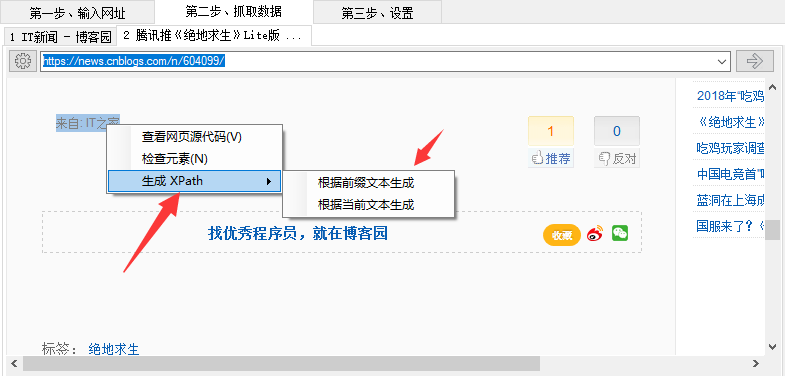 第一步、输入网址
第二步、抓取数据
第三步、设置
1 IT新闻 - 博客园
2 腾讯推《绝地求生》Lite版 ...
https://news.cnblogs.com/n/604099/
来自: IT之家
查看网页源代码(V)
检查元素(N)
生成 XPath
根据前缀文本生成
根据当前文本生成
1
推荐
0
反对
找优秀程序员，就在博客园
收藏
标签： 绝地求生
2018年“吃鸡
《绝地求生》
吃鸡玩家调查
中国电竞首“
蓝洞在上海成
国服来了？《